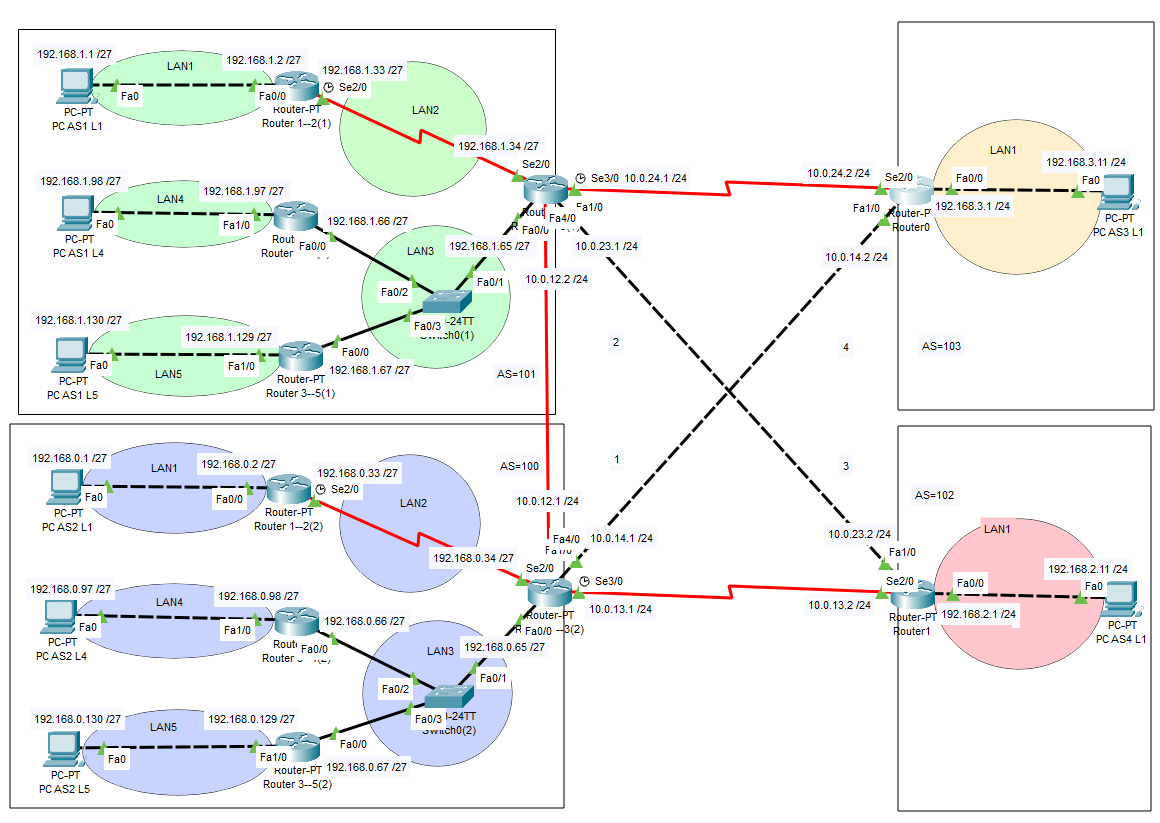 192.168.1.1 /27
LAN1
192.168.1.2 /27
192.168.1.33 /27
Se2/0
Fa0
Fa0/0
PC-PT
PC AS1 L1
Router-PT
Router 1--2(1)
LAN2
192.168.1.34 /27
Se2/0
Se3/0
10.0.24.1 /24
Fa1/0
Fa4/0
Fa0/0
10.0.23.1 /24
10.0.12.2 /24
192.168.1.98 /27
LAN4
192.168.1.97 /27
Fa0
Fa1/0
PC-PT
PC AS1 L4
Router
Fa0/0
192.168.1.66 /27
LAN3
192.168.1.65 /27
Fa0/1
Fa0/2
Fa0/3
-24TT
Switch0(1)
192.168.1.130 /27
192.168.1.129 /27
Fa0
Fa1/0
LAN5
PC-PT
PC AS1 L5
Fa0/0
192.168.1.67 /27
Router-PT
Router 3--5(1)
AS=101
10.0.24.2 /24
Se2/0
Fa0/0
Fa1/0
Router0
10.0.14.2 /24
LAN1
192.168.3.11 /24
Fa0
192.168.3.1 /24
PC-PT
PC AS3 L1
AS=103
2
4
1
3
AS=100
192.168.0.1 /27
LAN1
192.168.0.2 /27
192.168.0.33 /27
Se2/0
Fa0
Fa0/0
PC-PT
PC AS2 L1
Router-PT
Router 1--2(2)
LAN2
192.168.0.34 /27
10.0.12.1 /24
Fa4/0
Fa1/0
10.0.14.1 /24
Se2/0
Se3/0
10.0.13.1 /24
Router-PT
--3(2)
Fa0/0
192.168.0.97 /27
LAN4
192.168.0.98 /27
Fa0
Fa1/0
PC-PT
PC AS2 L4
Fa0/0
192.168.0.66 /27
LAN3
192.168.0.65 /27
Fa0/1
Fa0/2
Fa0/3
-24TT
Switch0(2)
192.168.0.130 /27
LAN5
192.168.0.129 /27
Fa0
Fa1/0
PC-PT
PC AS2 L5
Fa0/0
192.168.0.67 /27
Router-PT
Router 3--5(2)
AS=102
10.0.23.2 /24
Fa1/0
Se2/0
10.0.13.2 /24
Router-PT
Router1
Fa0/0
192.168.2.1 /24
LAN1
192.168.2.11 /24
Fa0
PC-PT
PC AS4 L1